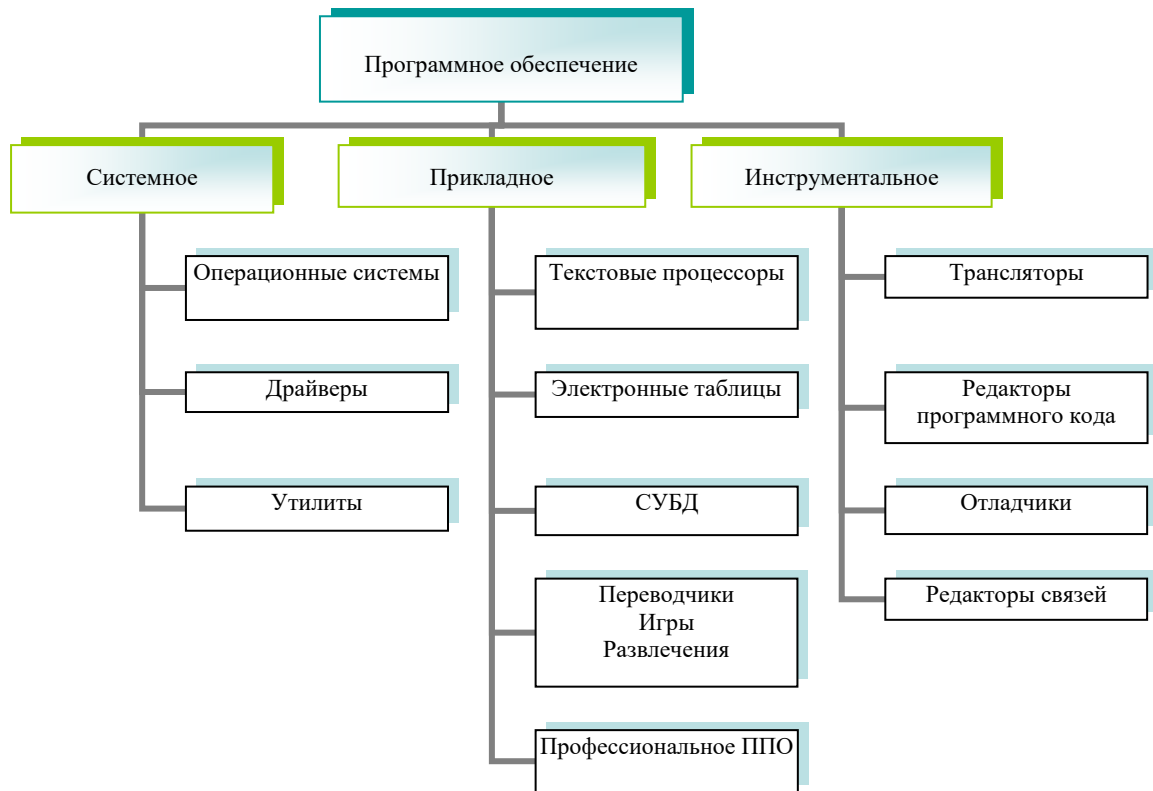 Программное обеспечение
Системное
Прикладное
Инструментальное
Операционные системы
Драйверы
Утилиты
Текстовые процессоры
Электронные таблицы
СУБД
Переводчики
Игры
Развлечения
Профессиональное ППО
Трансляторы
Редакторы
программного кода
Отладчики
Редакторы связей